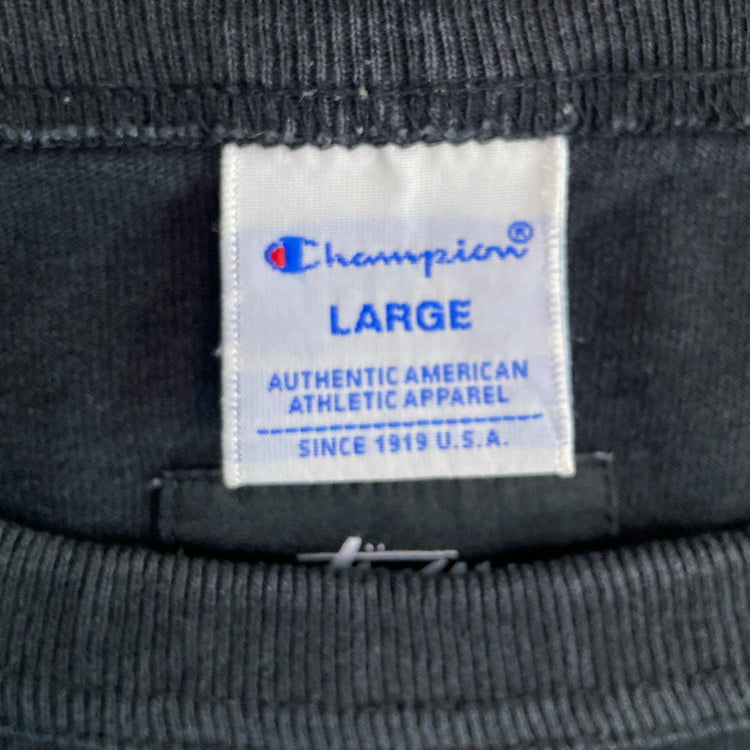 Champion®
LARGE
AUTHENTIC AMERICAN
ATHLETIC APPAREL
SINCE 1919 U.S.A.